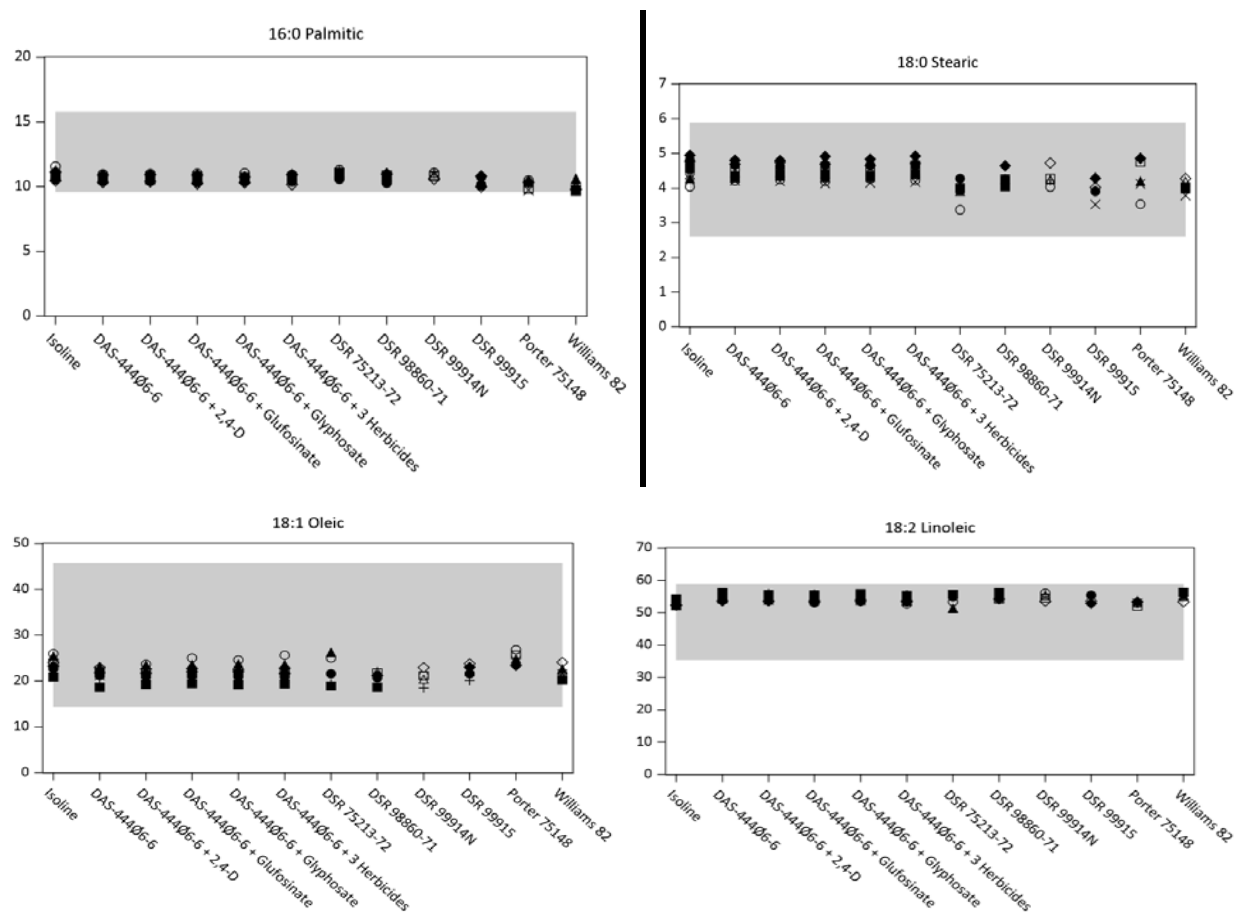 16:0 Palmitic
20
15
10
5
0
Isoline
DAS-444Ø6-6
DAS-444Ø6-6 + 2,4-D
DAS-444Ø6-6 + Glufosinate
DAS-444Ø6-6 + Glyphosate
DAS-444Ø6-6 + 3 Herbicides
DSR 75213-72
DSR 98860-71
DSR 99914N
DSR 99915
Porter 75148
Williams 82
18:0 Stearic
7
6
5
4
3
2
1
0
Isoline
DAS-444Ø6-6
DAS-444Ø6-6 + 2,4-D
DAS-444Ø6-6 + Glufosinate
DAS-444Ø6-6 + Glyphosate
DAS-444Ø6-6 + 3 Herbicides
DSR 75213-72
DSR 98860-71
DSR 99914N
DSR 99915
Porter 75148
Williams 82
18:1 Oleic
50
40
30
20
10
0
Isoline
DAS-444Ø6-6
DAS-444Ø6-6 + 2,4-D
DAS-444Ø6-6 + Glufosinate
DAS-444Ø6-6 + Glyphosate
DAS-444Ø6-6 + 3 Herbicides
DSR 75213-72
DSR 98860-71
DSR 99914N
DSR 99915
Porter 75148
Williams 82
18:2 Linoleic
70
60
50
40
30
20
10
0
Isoline
DAS-444Ø6-6
DAS-444Ø6-6 + 2,4-D
DAS-444Ø6-6 + Glufosinate
DAS-444Ø6-6 + Glyphosate
DAS-444Ø6-6 + 3 Herbicides
DSR 75213-72
DSR 98860-71
DSR 99914N
DSR 99915
Porter 75148
Williams 82